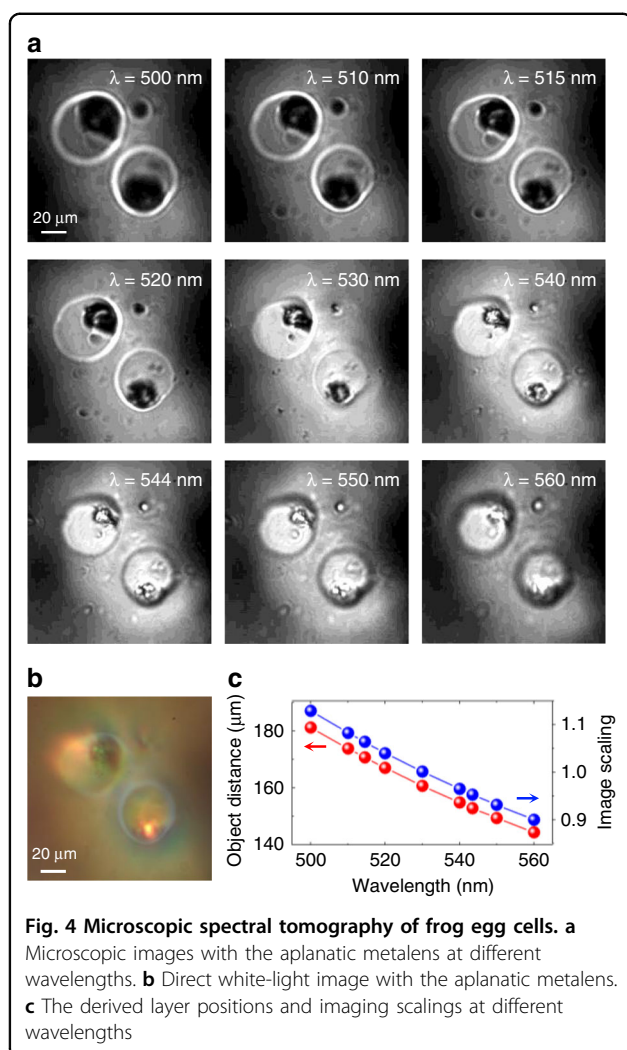 a
λ = 500 nm
λ = 510 nm
λ = 515 nm
20 μm
λ = 520 nm
λ = 530 nm
λ = 540 nm
λ = 544 nm
λ = 550 nm
λ = 560 nm
b
20 μm
c
Object distance (μm)
180
160
140
1.1
1.0
0.9
Image scaling
500
520
540
560
Wavelength (nm)
Fig. 4 Microscopic spectral tomography of frog egg cells. a
Microscopic images with the aplanatic metalens at different
wavelengths. b Direct white-light image with the aplanatic metalens.
c The derived layer positions and imaging scalings at different
wavelengths